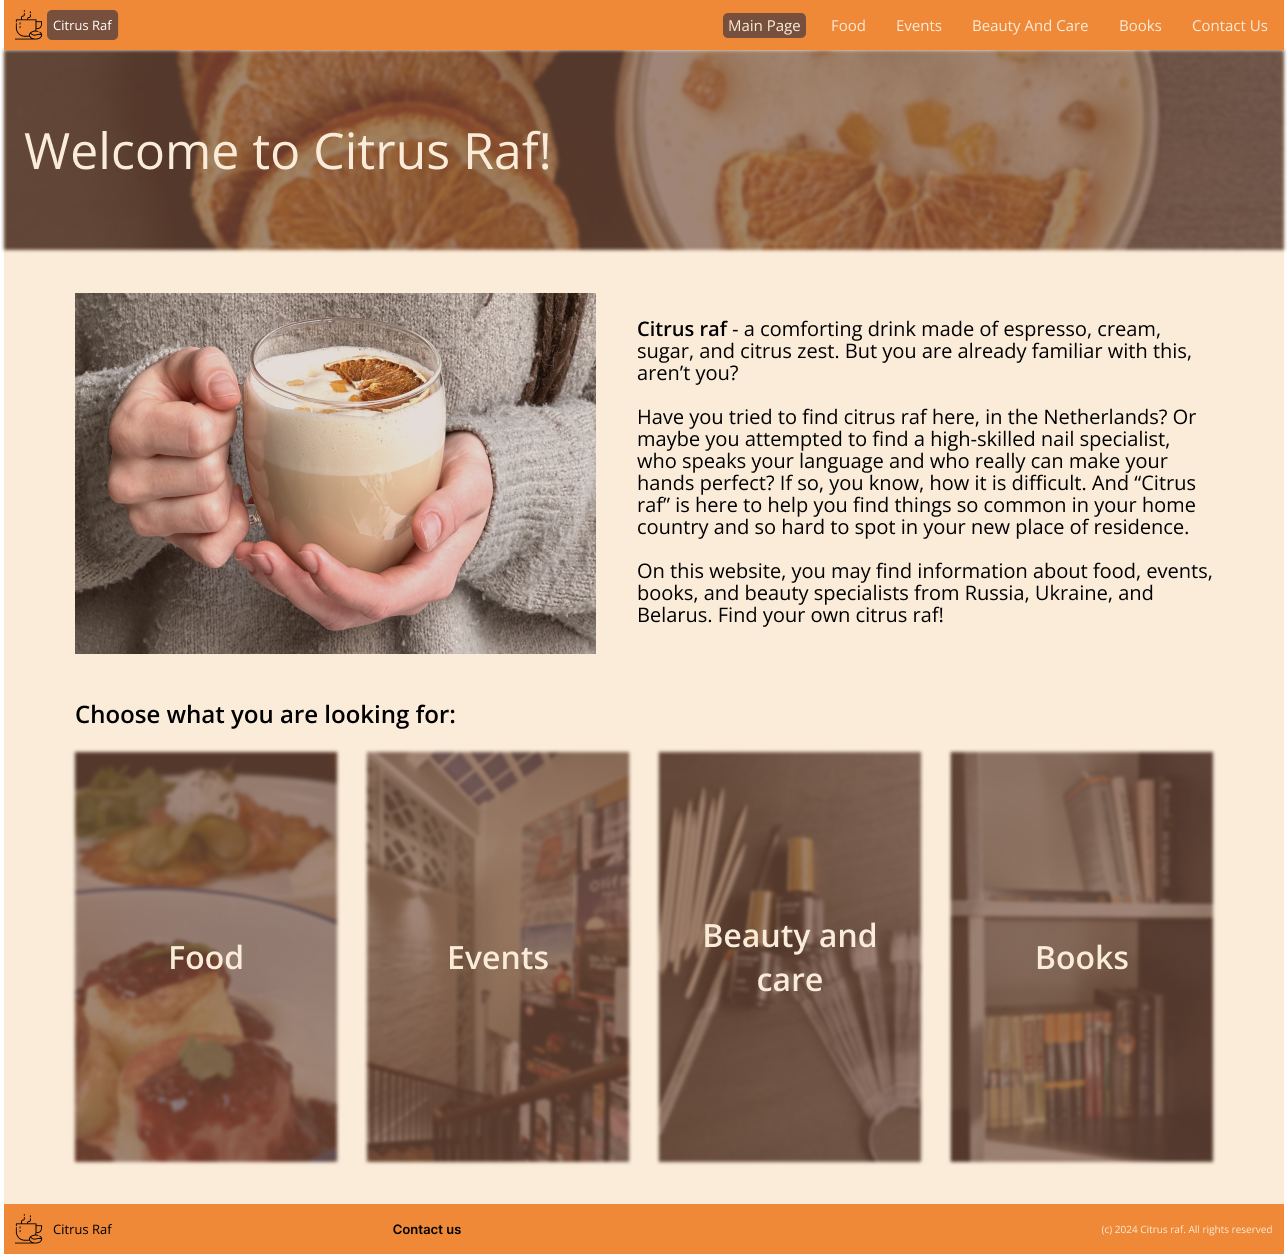 Citrus Raf
Main Page
Food
Events
Beauty And Care
Books
Contact Us
Welcome to Citrus Raf!
Citrus raf - a comforting drink made of espresso, cream,
sugar, and citrus zest. But you are already familiar with this,
aren’t you?
Have you tried to find citrus raf here, in the Netherlands? Or
maybe you attempted to find a high-skilled nail specialist,
who speaks your language and who really can make your
hands perfect? If so, you know, how it is difficult. And “Citrus
raf” is here to help you find things so common in your home
country and so hard to spot in your new place of residence.
On this website, you may find information about food, events,
books, and beauty specialists from Russia, Ukraine, and
Belarus. Find your own citrus raf!
Choose what you are looking for:
Food
Events
Beauty and
care
Books
Citrus Raf
Contact us
(c) 2024 Citrus raf. All rights reserved